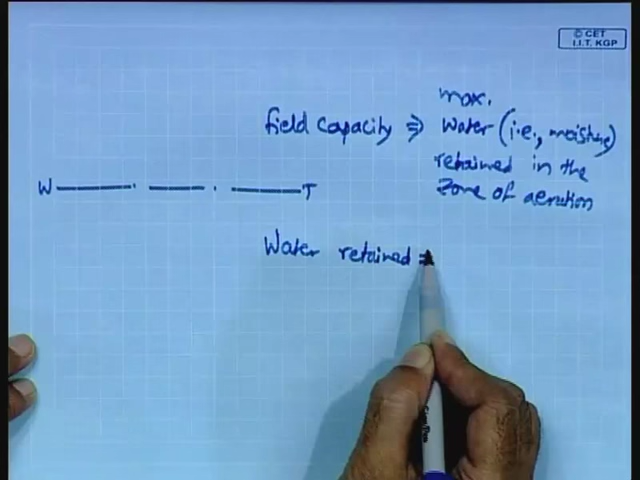 © CET
I.I.T. KGP
max.
field capacity ⇒ Water (i.e., moisture)
retained in the
zone of aeration
W T
Water retained =